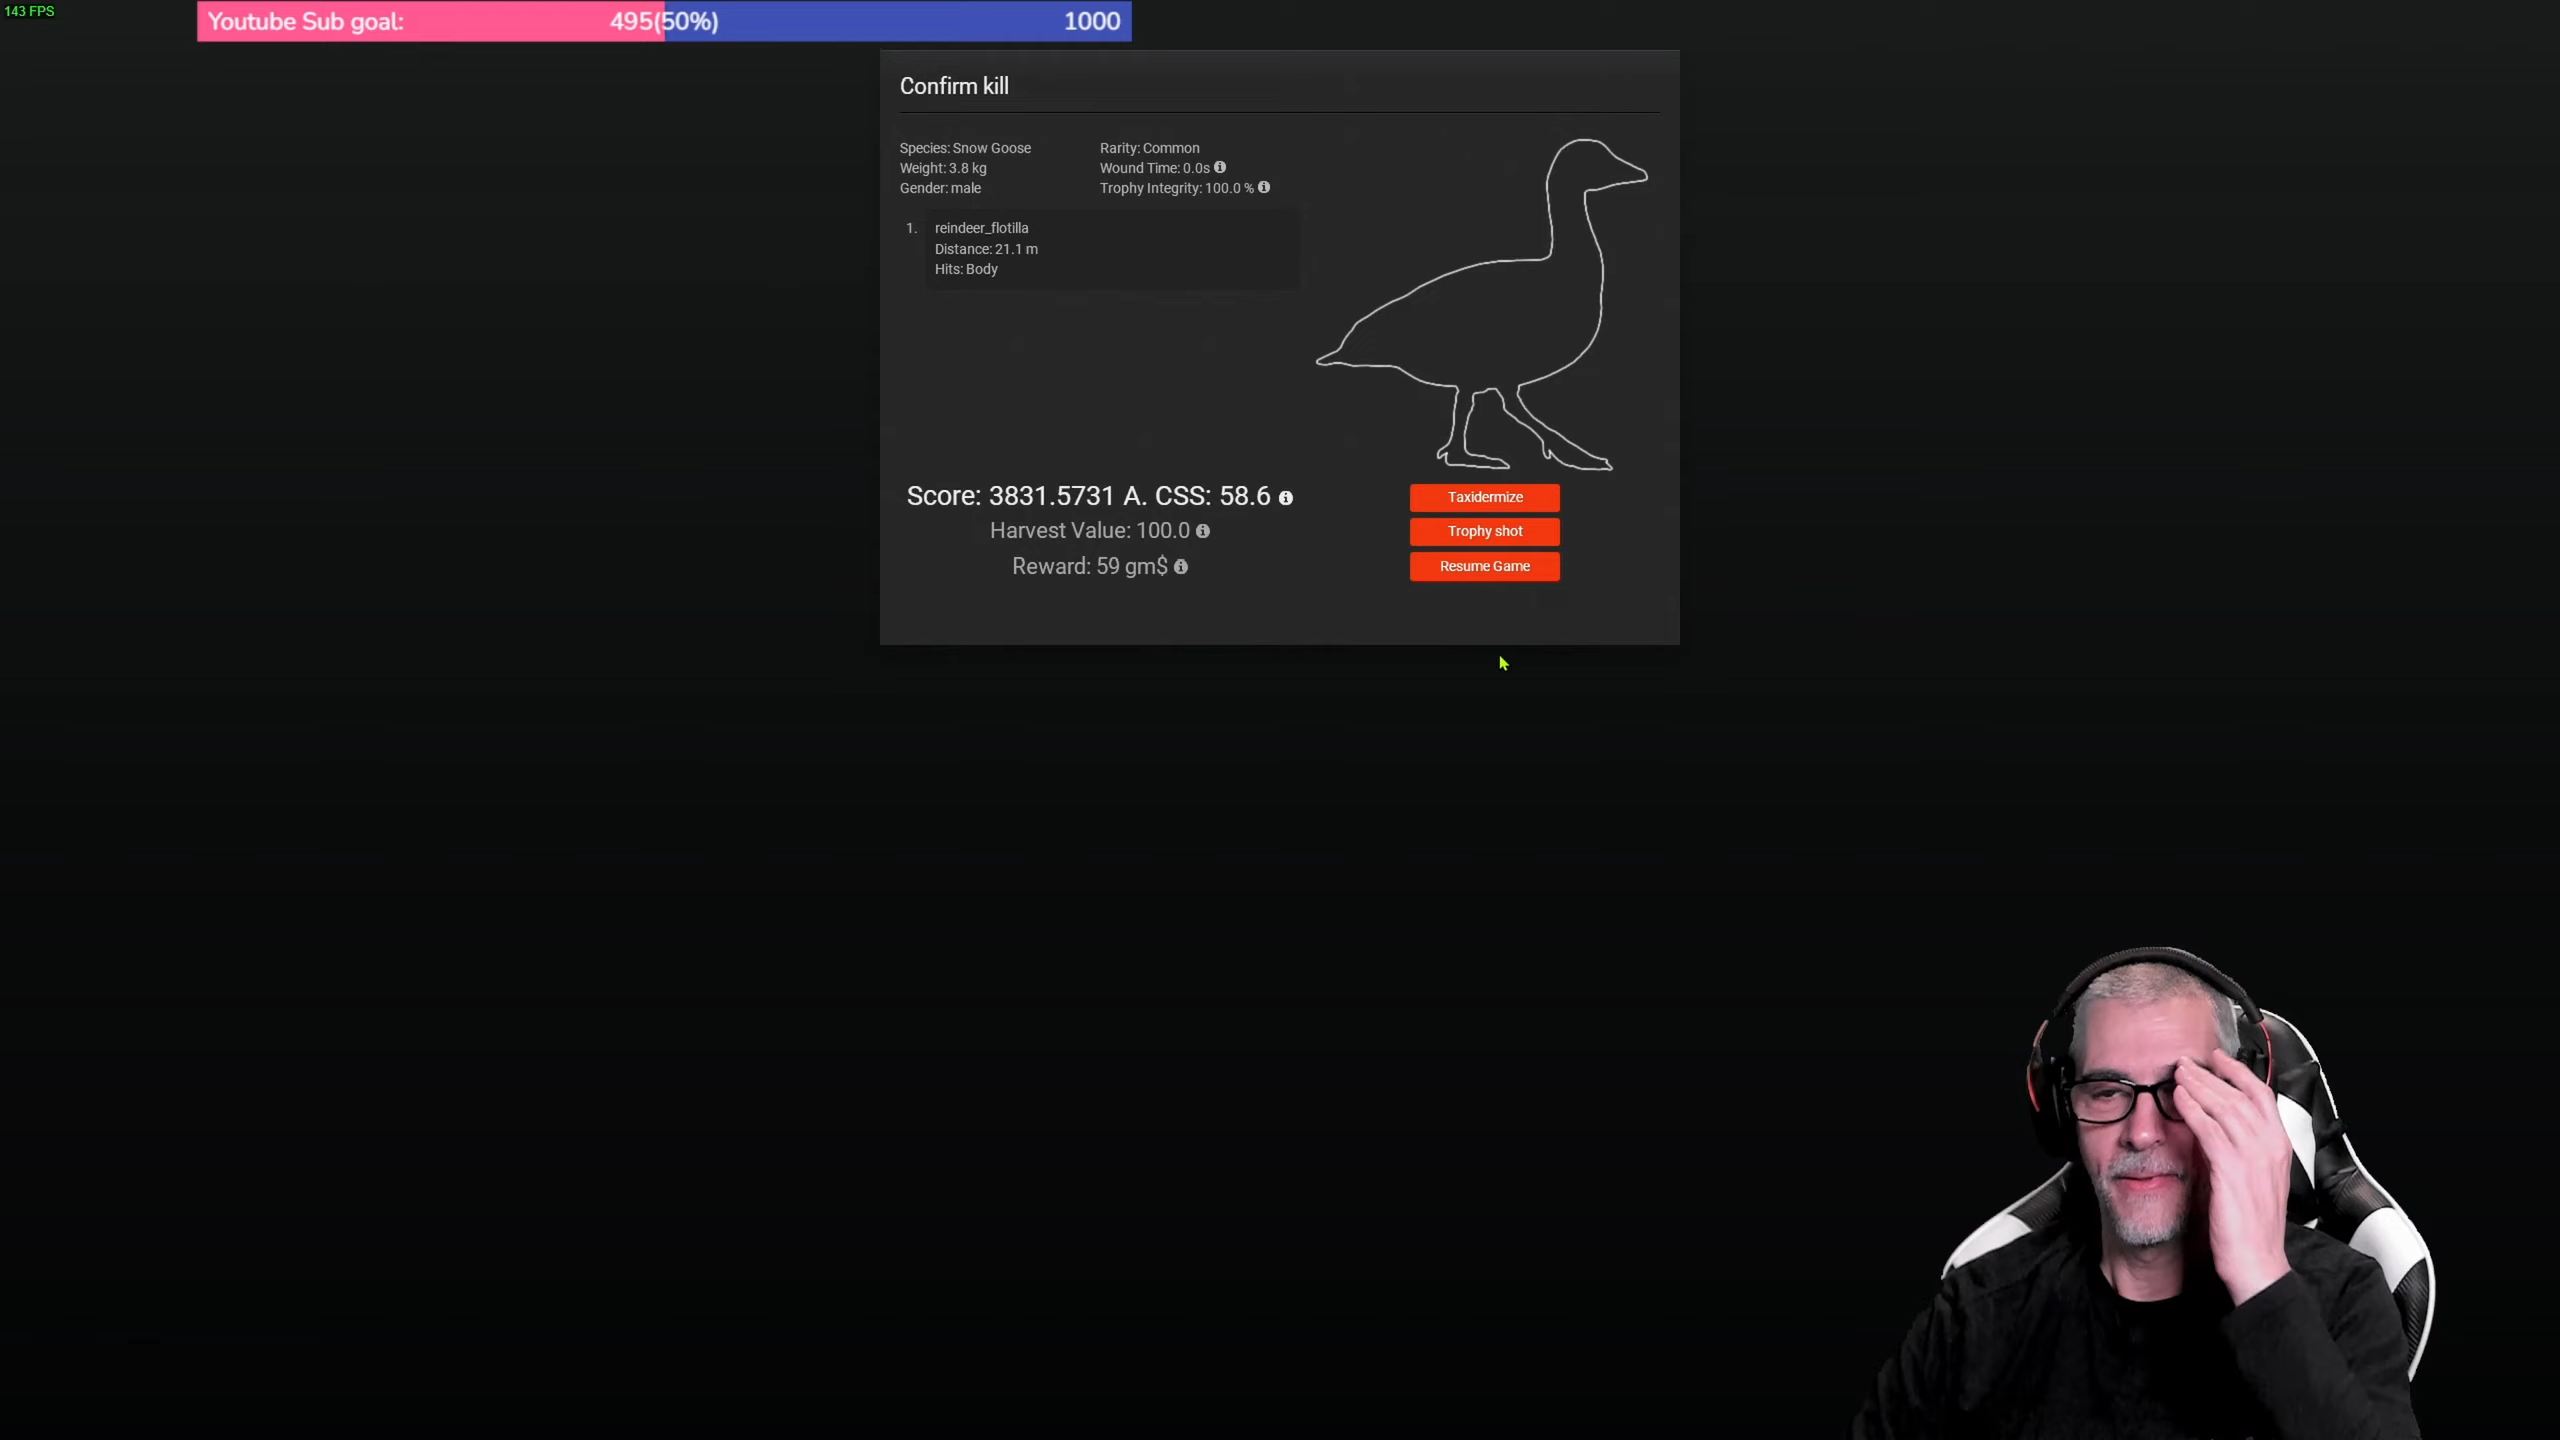 143 FPS
Youtube Sub goal: 495(50%) 1000
Confirm kill
Species: Snow Goose
Weight: 3.8 kg
Gender: male
Rarity: Common
Wound Time: 0.0s
Trophy Integrity: 100.0 %
1. reindeer_flotilla
Distance: 21.1 m
Hits: Body
Score: 3831.5731 A. CSS: 58.6
Harvest Value: 100.0
Reward: 59 gm$
Taxidermize
Trophy shot
Resume Game